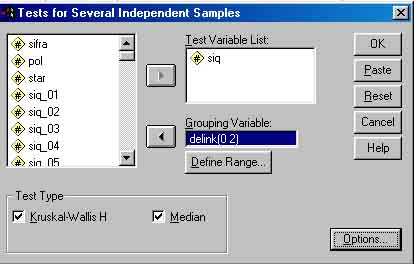 Tests for Several Independent Samples
sifra
pol
star
siq_01
siq_02
siq_03
siq_04
siq_05
Test Variable List:
siq
Grouping Variable:
delink(0 2)
Define Range...
OK
Paste
Reset
Cancel
Help
Test Type
Kruskal-Wallis H
Median
Options...